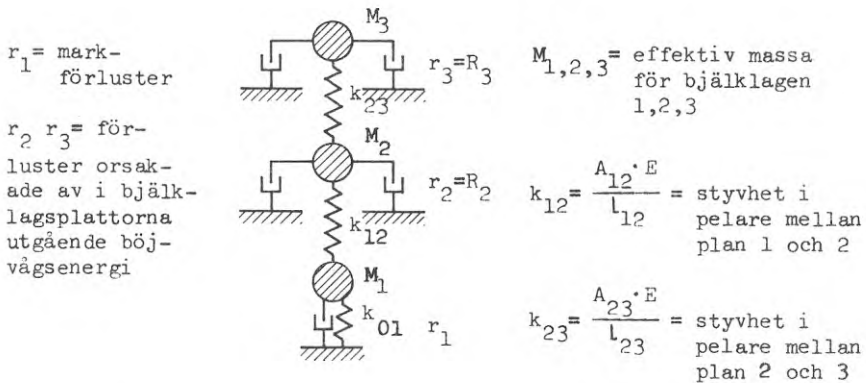 r1= mark-
förluster
r2 r3= för-
luster orsak-
ade av i bjälk-
lagsplattorna
utgående böj-
vågsenergi
M3
r3=R3
k23
M2
r2=R2
k12
M1
k01 r1
M1,2,3= effektiv massa
för bjälklagen
1,2,3
k12= A12·E / l12 = styvhet i
pelare mellan
plan 1 och 2
k23= A23·E / l23 = styvhet i
pelare mellan
plan 2 och 3